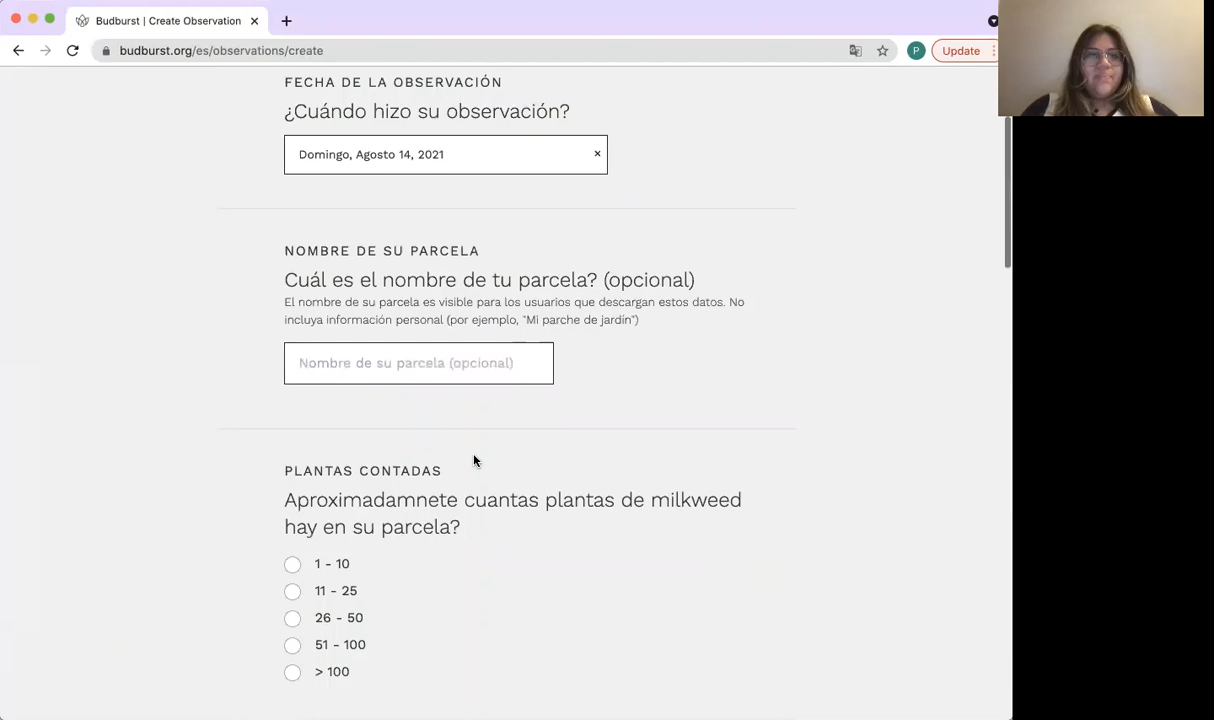 Budburst | Create Observation
budburst.org/es/observations/create
P
Update
FECHA DE LA OBSERVACIÓN
¿Cuándo hizo su observación?
Domingo, Agosto 14, 2021
NOMBRE DE SU PARCELA
Cuál es el nombre de tu parcela? (opcional)
El nombre de su parcela es visible para los usuarios que descargan estos datos. No
incluya información personal (por ejemplo, "Mi parche de jardín")
Nombre de su parcela (opcional)
PLANTAS CONTADAS
Aproximadamnete cuantas plantas de milkweed
hay en su parcela?
1 - 10
11 - 25
26 - 50
51 - 100
> 100